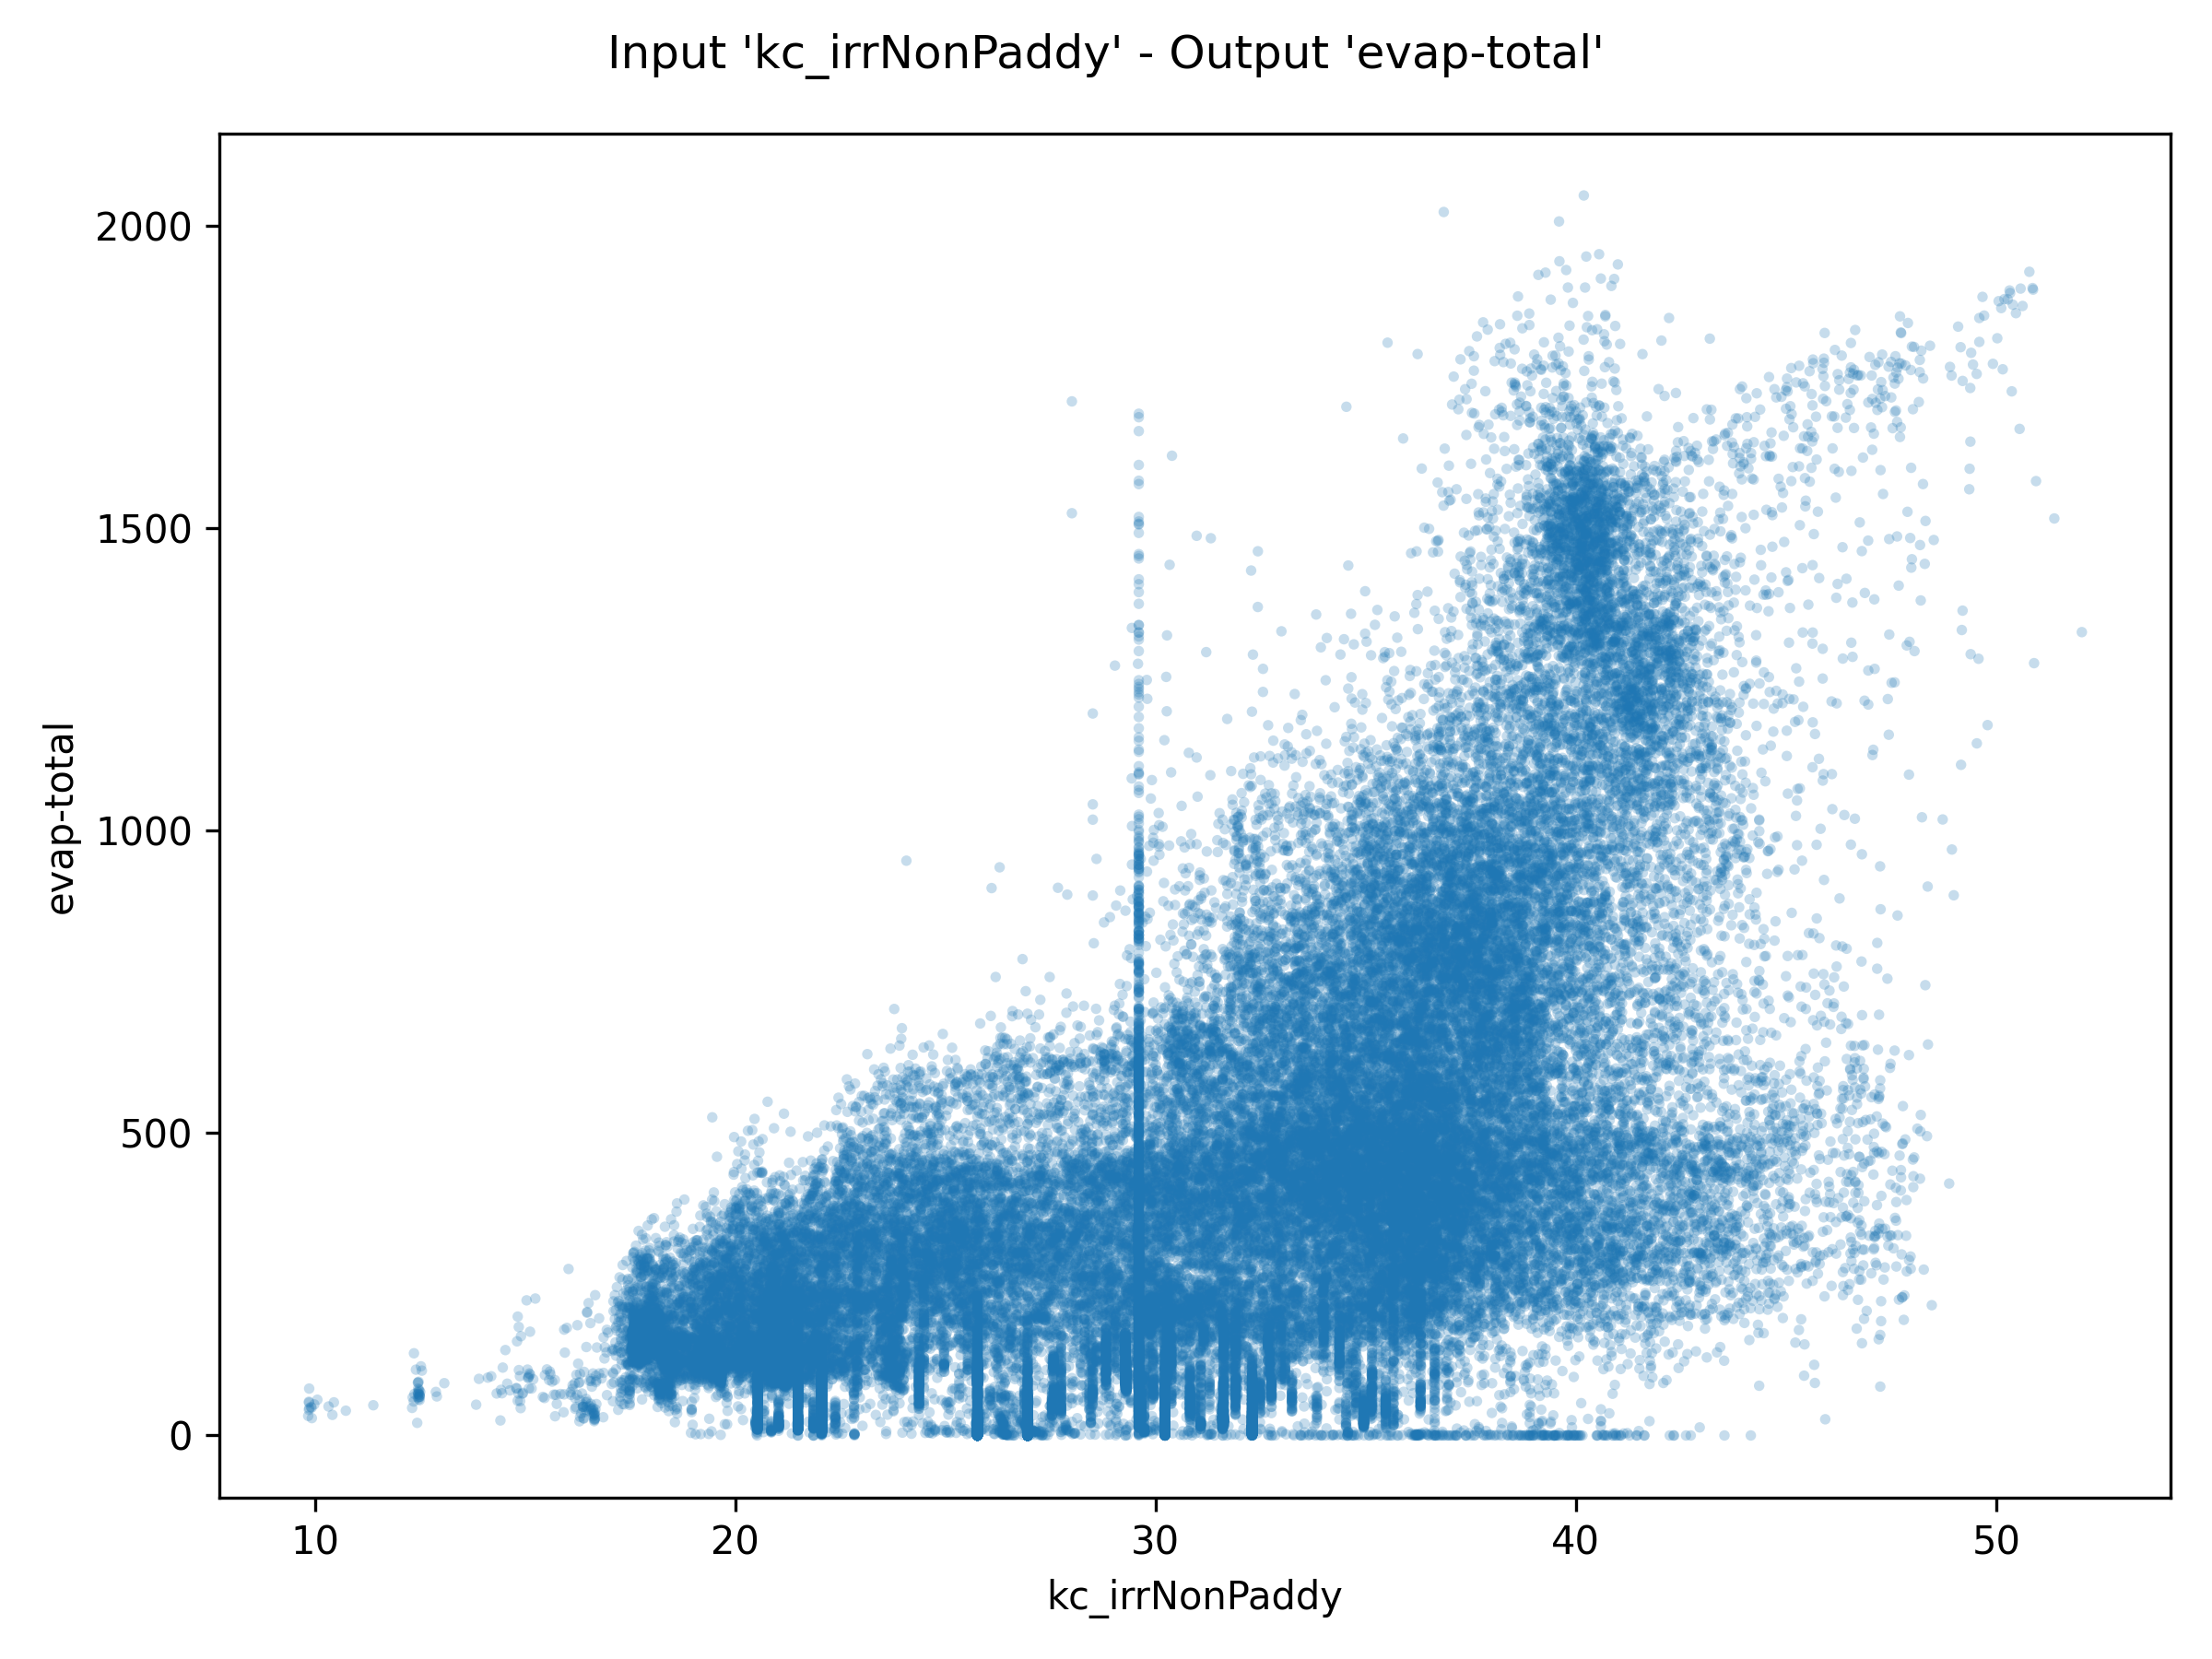 Input 'kc_irrNonPaddy' - Output 'evap-total'
2000
1500
1000
500
0
evap-total
10 20 30 40 50
kc_irrNonPaddy